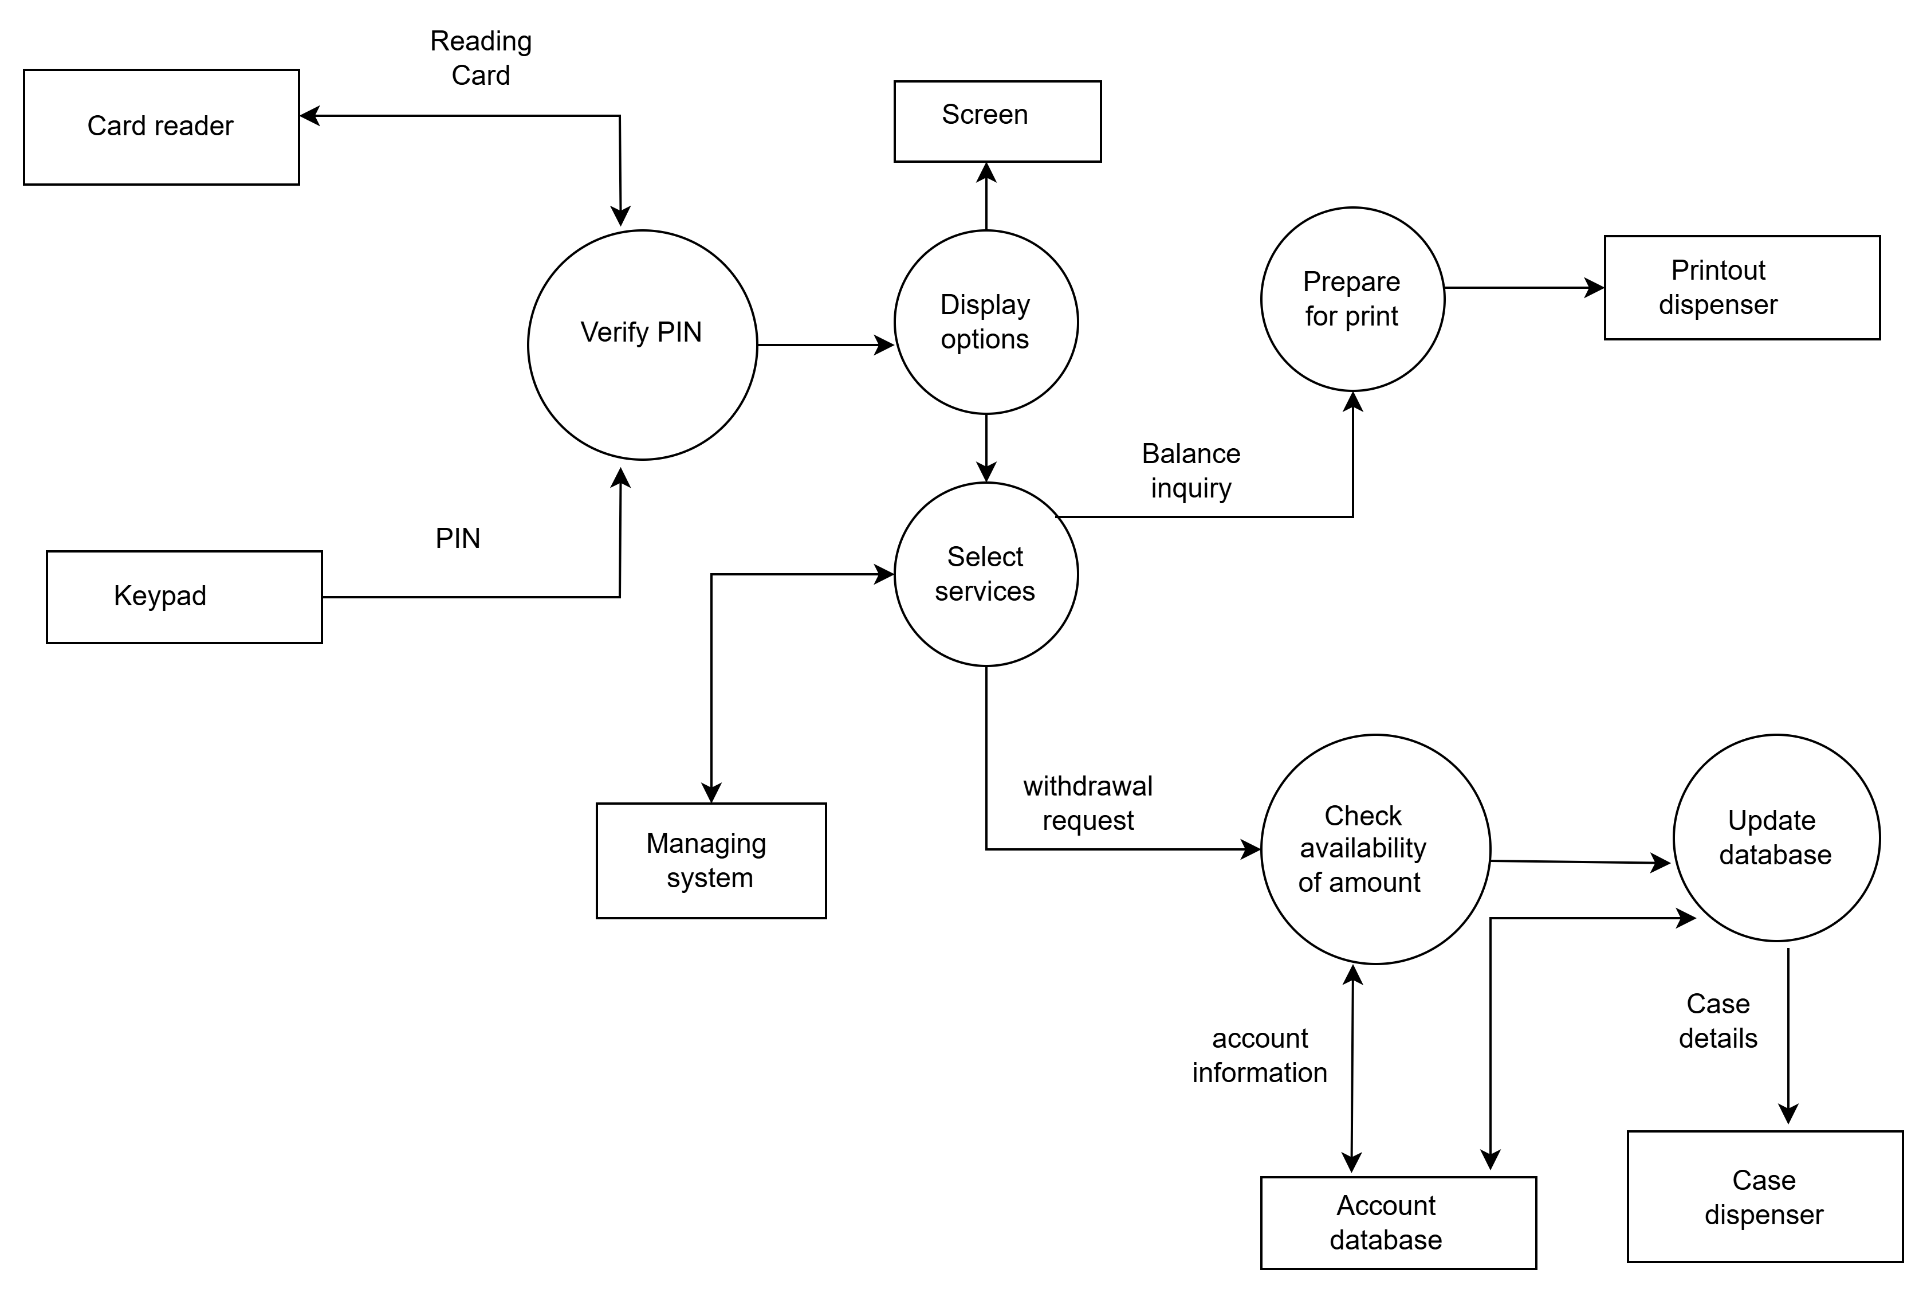 Reading
Card
Card reader
Screen
Printout
dispenser
Prepare
for print
Display
options
Verify PIN
Balance
inquiry
PIN
Select
services
Keypad
withdrawal
request
Check
availability
of amount
Update
database
Managing
system
Case
details
account
information
Case
dispenser
Account
database